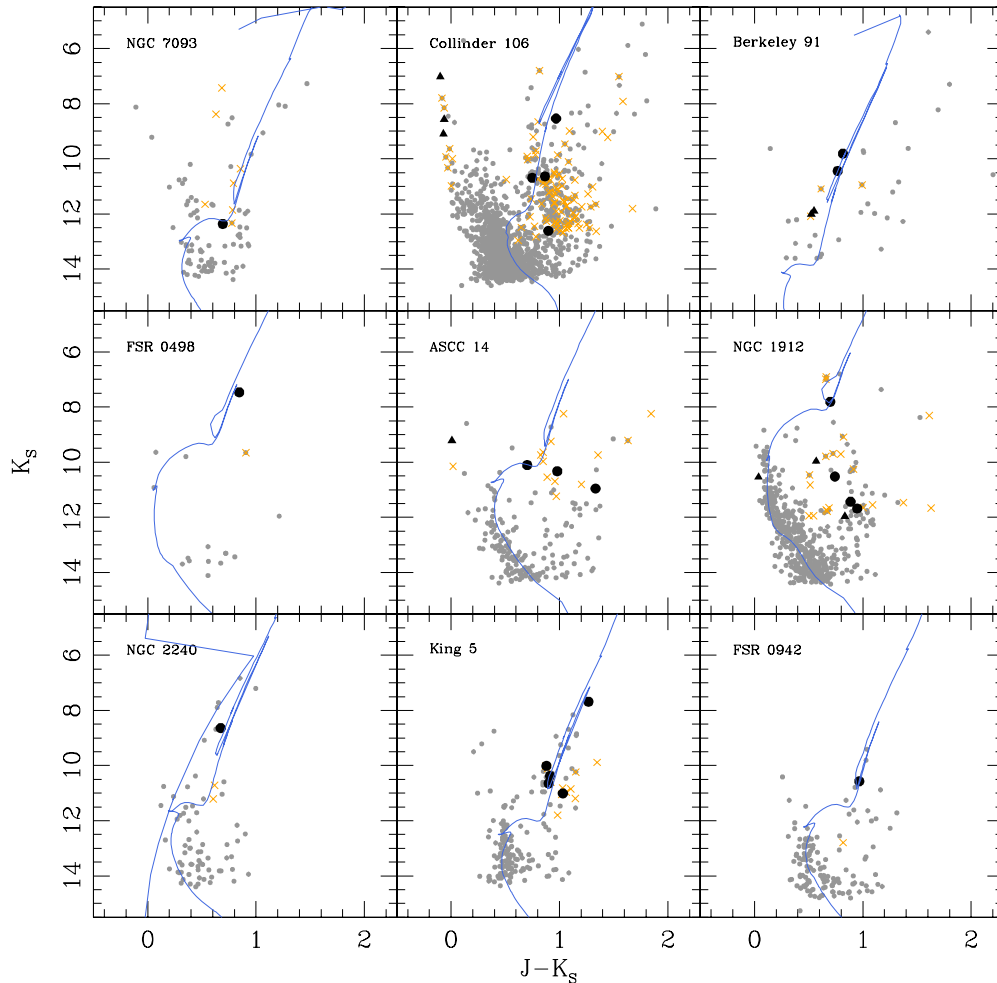 NGC 7093
Collinder 106
Berkeley 91
4
6
8
10
12
14
FSR 0498
ASCC 14
NGC 1912
6
8
10
12
14
K_S
NGC 2240
King 5
FSR 0942
6
8
10
12
14
0 1 2 0 1 2 0 1 2
J-K_S